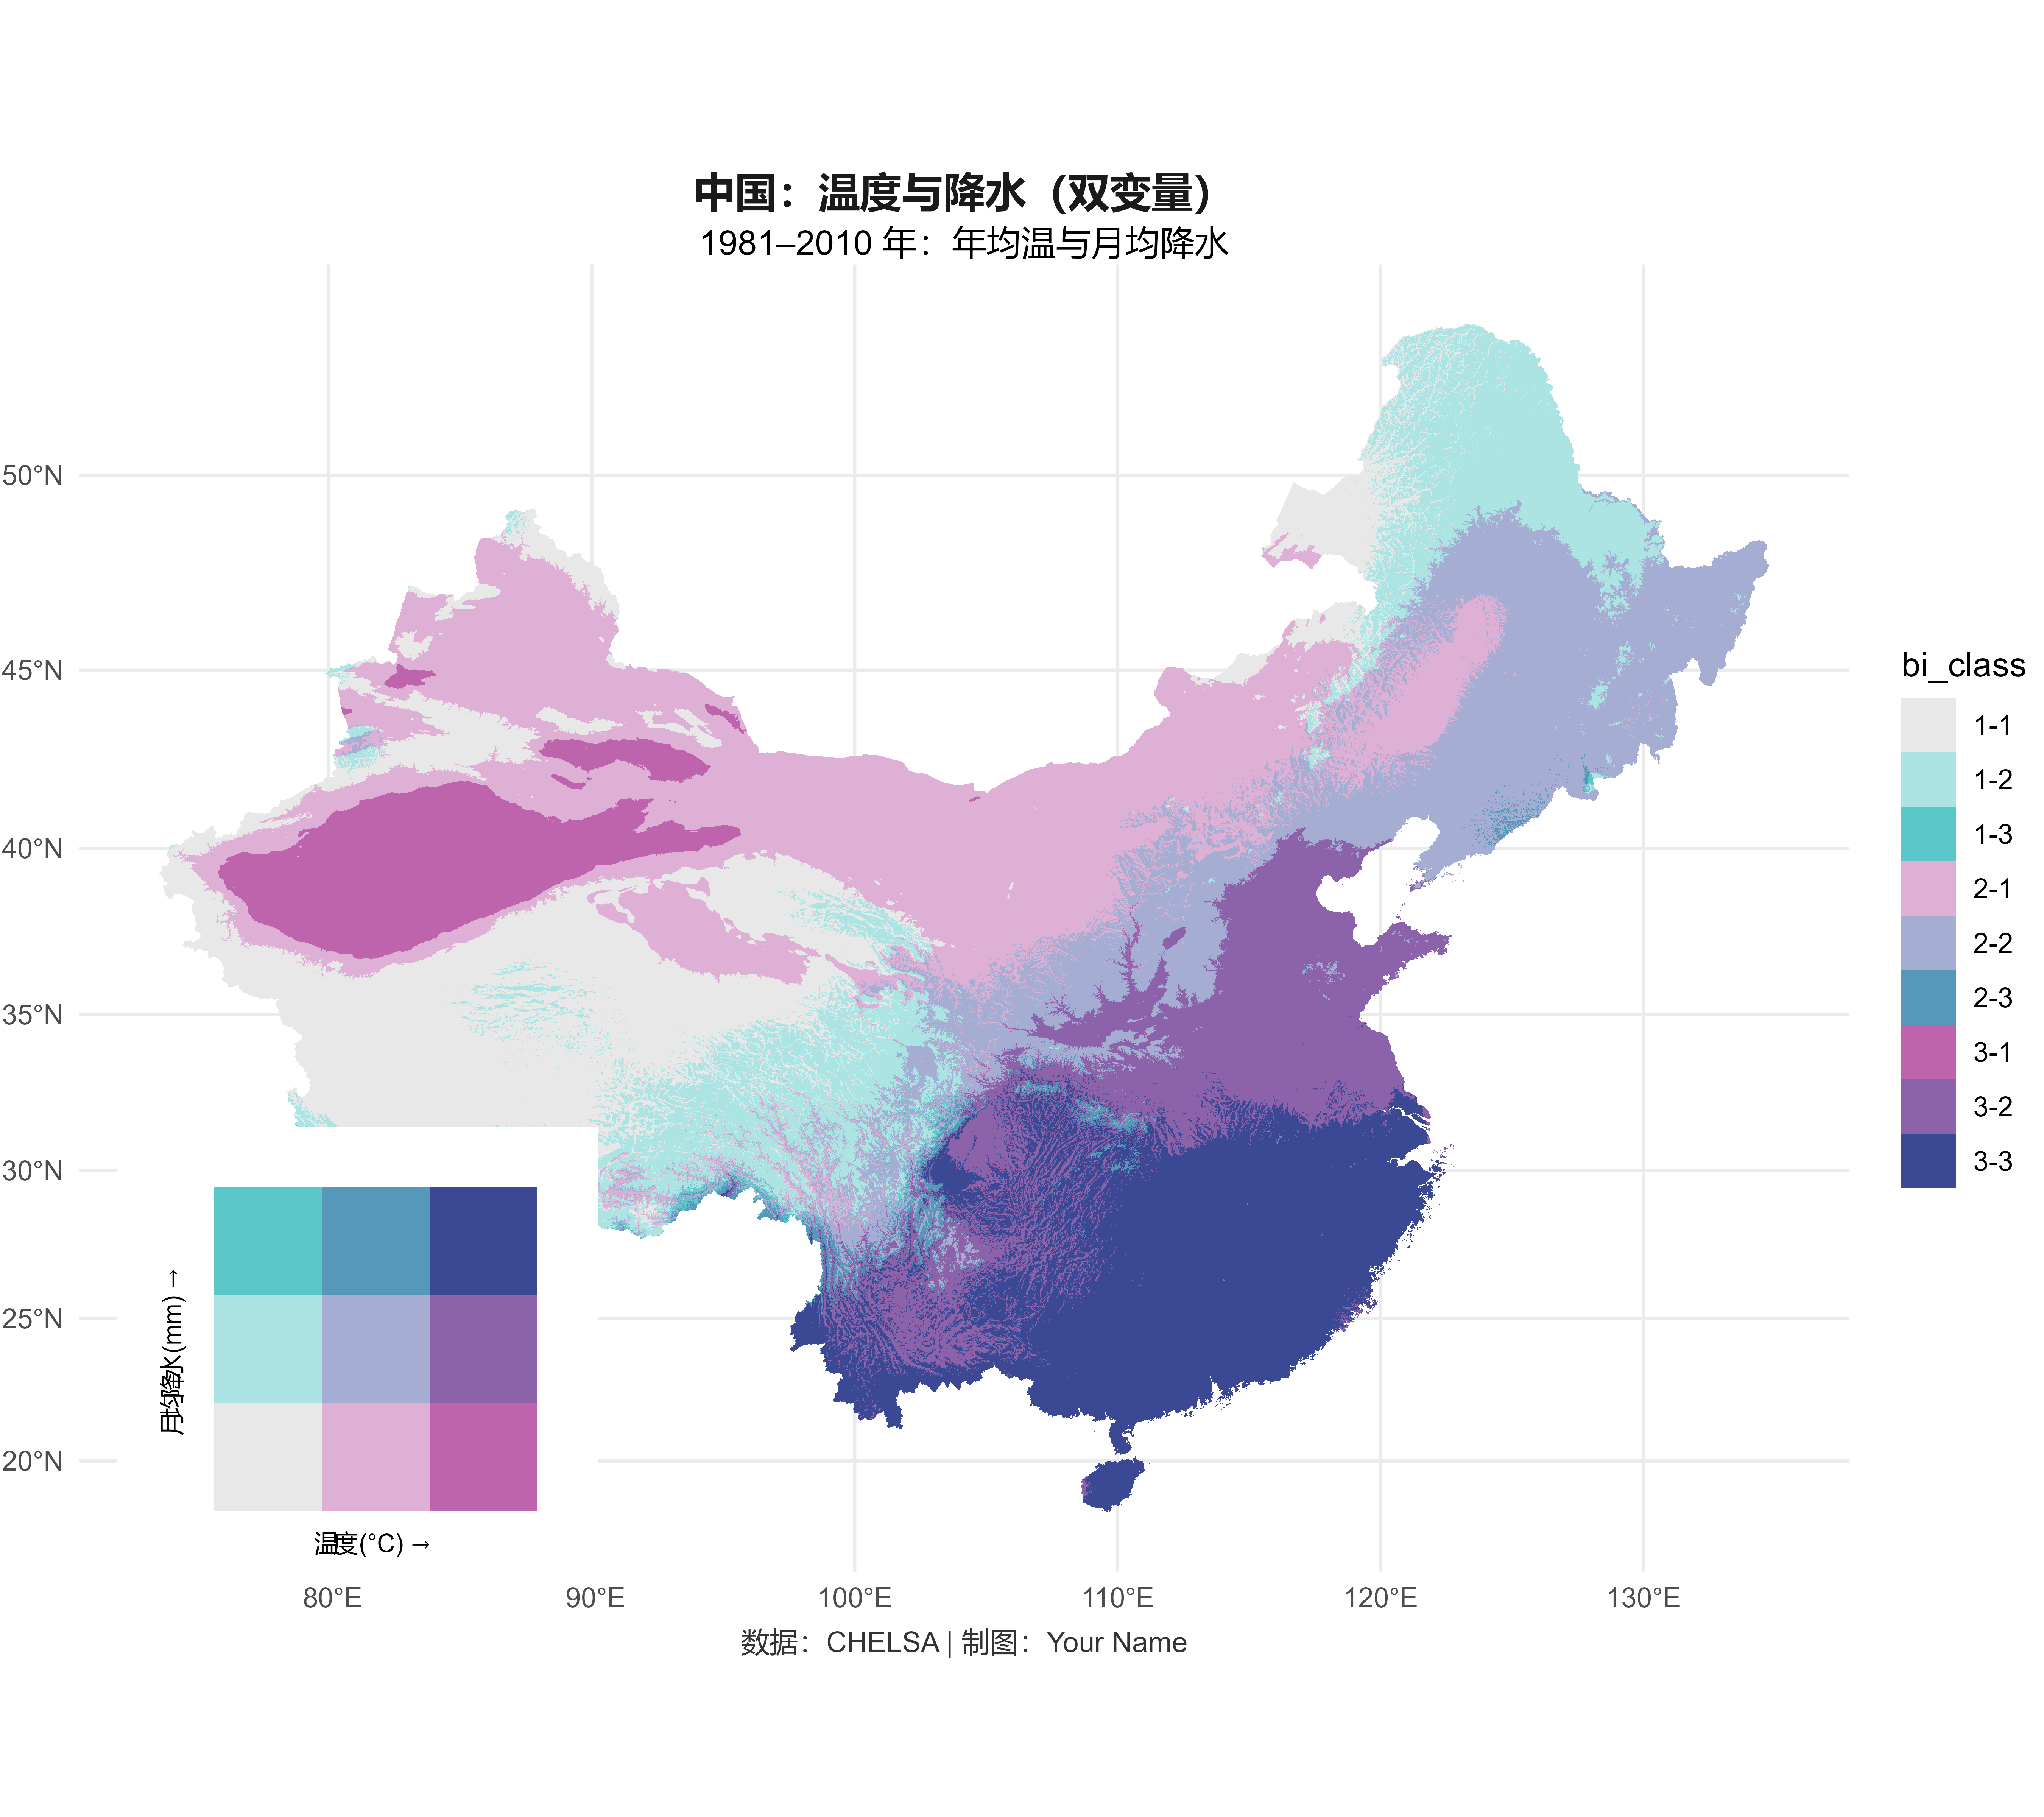 中国：温度与降水（双变量）
1981–2010 年：年均温与月均降水
50°N
45°N
40°N
35°N
30°N
25°N
20°N
80°E
90°E
100°E
110°E
120°E
130°E
bi_class
1-1
1-2
1-3
2-1
2-2
2-3
3-1
3-2
3-3
月均降水(mm) →
温度(°C) →
数据：CHELSA | 制图：Your Name